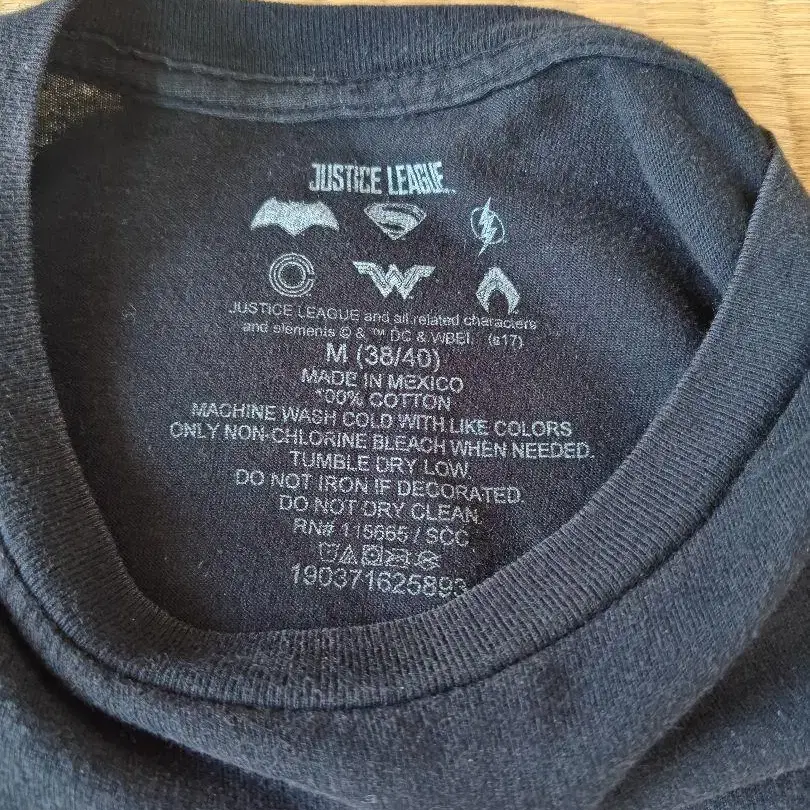 JUSTICE LEAGUE™
JUSTICE LEAGUE and all related characters
and elements © & ™ DC & WBEI. (s17)
M (38/40)
MADE IN MEXICO
100% COTTON
MACHINE WASH COLD WITH LIKE COLORS
ONLY NON-CHLORINE BLEACH WHEN NEEDED.
TUMBLE DRY LOW.
DO NOT IRON IF DECORATED.
DO NOT DRY CLEAN.
RN# 115665 / SCC
190371625893